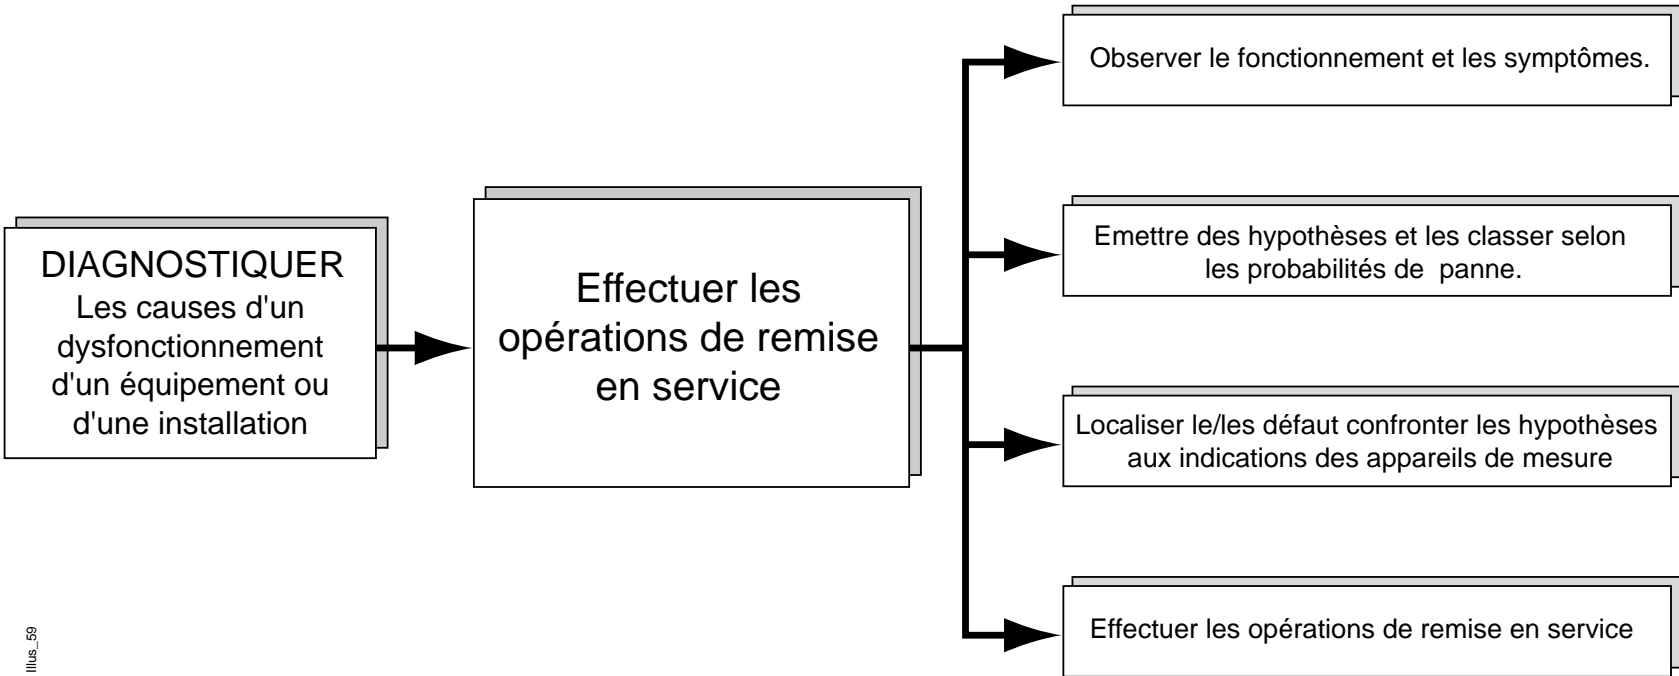 DIAGNOSTIQUER
Les causes d'un
dysfonctionnement
d'un équipement ou
d'une installation
Effectuer les
opérations de remise
en service
Observer le fonctionnement et les symptômes.
Emettre des hypothèses et les classer selon
les probabilités de panne.
Localiser le/les défaut confronter les hypothèses
aux indications des appareils de mesure
Effectuer les opérations de remise en service
Illus_59